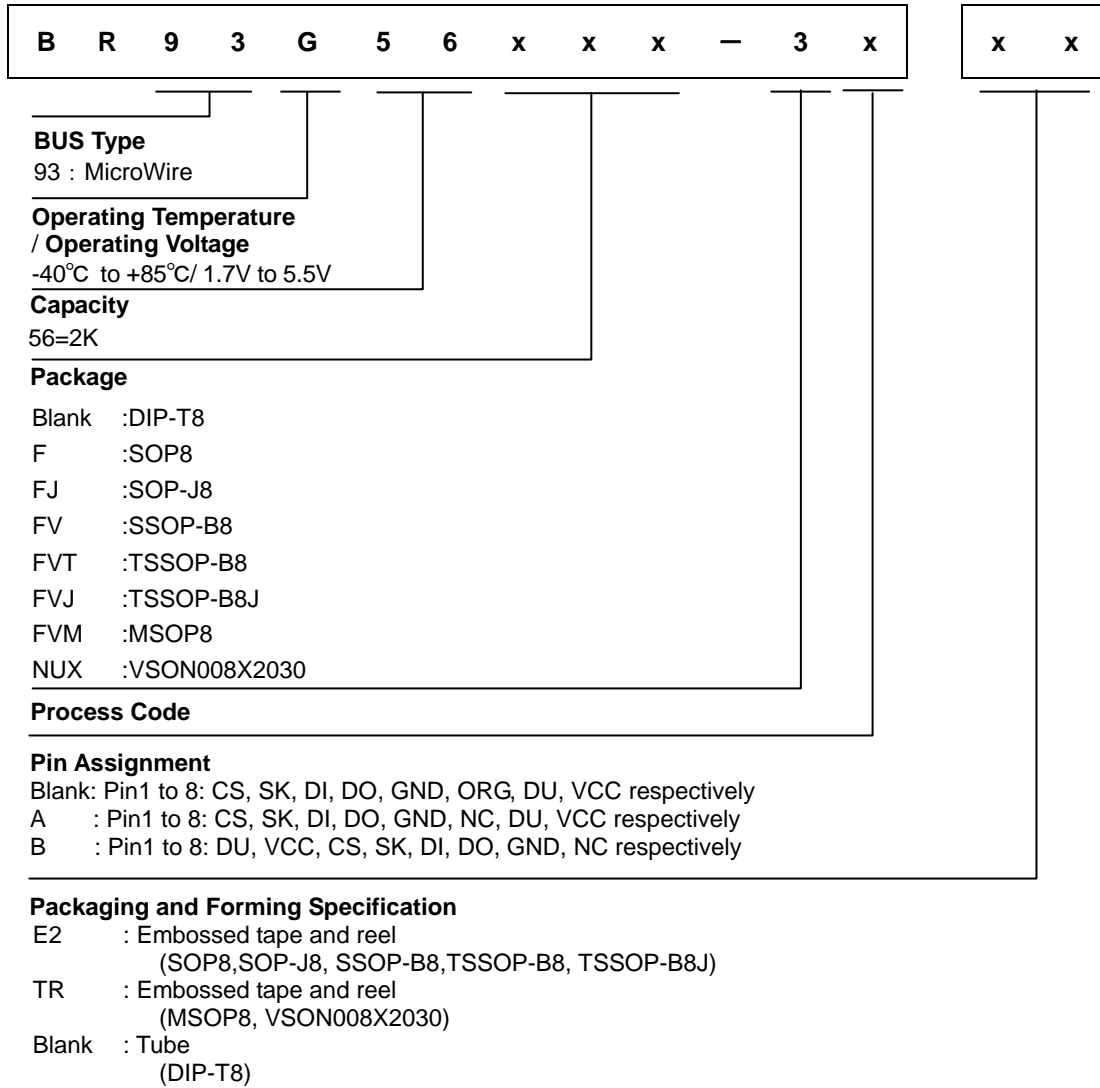 B R 9 3 G 5 6 x x x － 3 x x x
BUS Type
93：MicroWire
Operating Temperature
/ Operating Voltage
-40℃ to +85℃/ 1.7V to 5.5V
Capacity
56=2K
Package
Blank :DIP-T8
F :SOP8
FJ :SOP-J8
FV :SSOP-B8
FVT :TSSOP-B8
FVJ :TSSOP-B8J
FVM :MSOP8
NUX :VSON008X2030
Process Code
Pin Assignment
Blank: Pin1 to 8: CS, SK, DI, DO, GND, ORG, DU, VCC respectively
A : Pin1 to 8: CS, SK, DI, DO, GND, NC, DU, VCC respectively
B : Pin1 to 8: DU, VCC, CS, SK, DI, DO, GND, NC respectively
Packaging and Forming Specification
E2 : Embossed tape and reel
(SOP8,SOP-J8, SSOP-B8,TSSOP-B8, TSSOP-B8J)
TR : Embossed tape and reel
(MSOP8, VSON008X2030)
Blank : Tube
(DIP-T8)